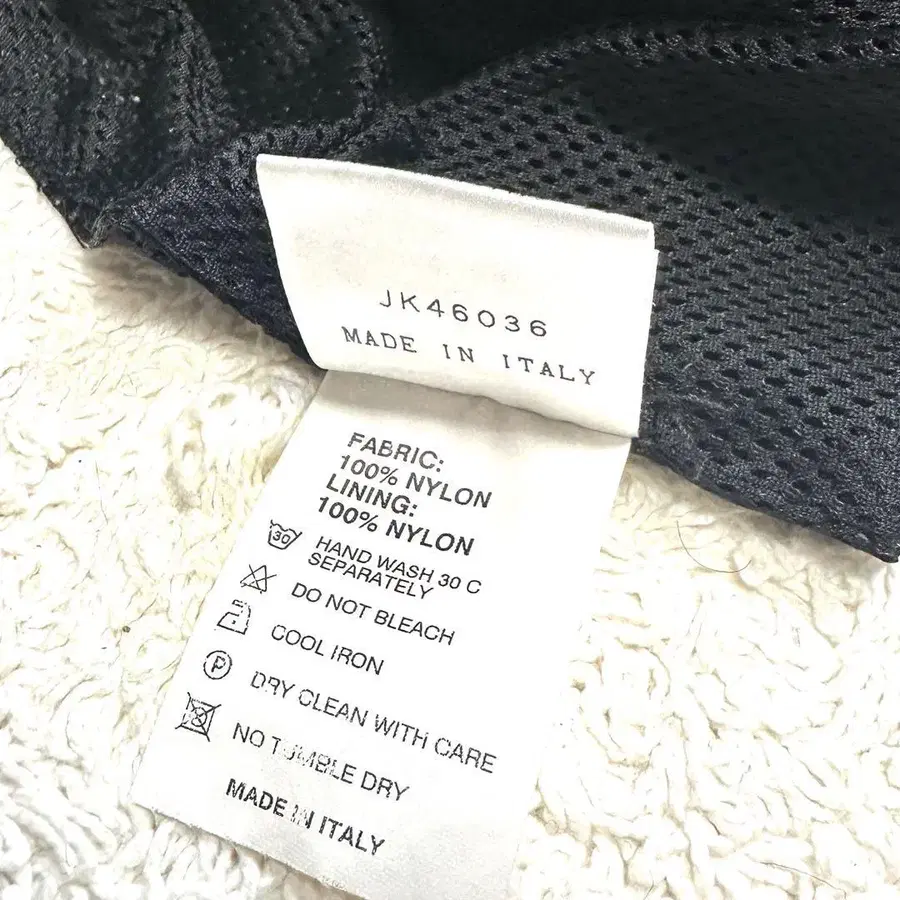 JK46036
MADE IN ITALY
FABRIC:
100% NYLON
LINING:
100% NYLON
30
HAND WASH 30 C
SEPARATELY
DO NOT BLEACH
COOL IRON
P
DRY CLEAN WITH CARE
NO TUMBLE DRY
MADE IN ITALY